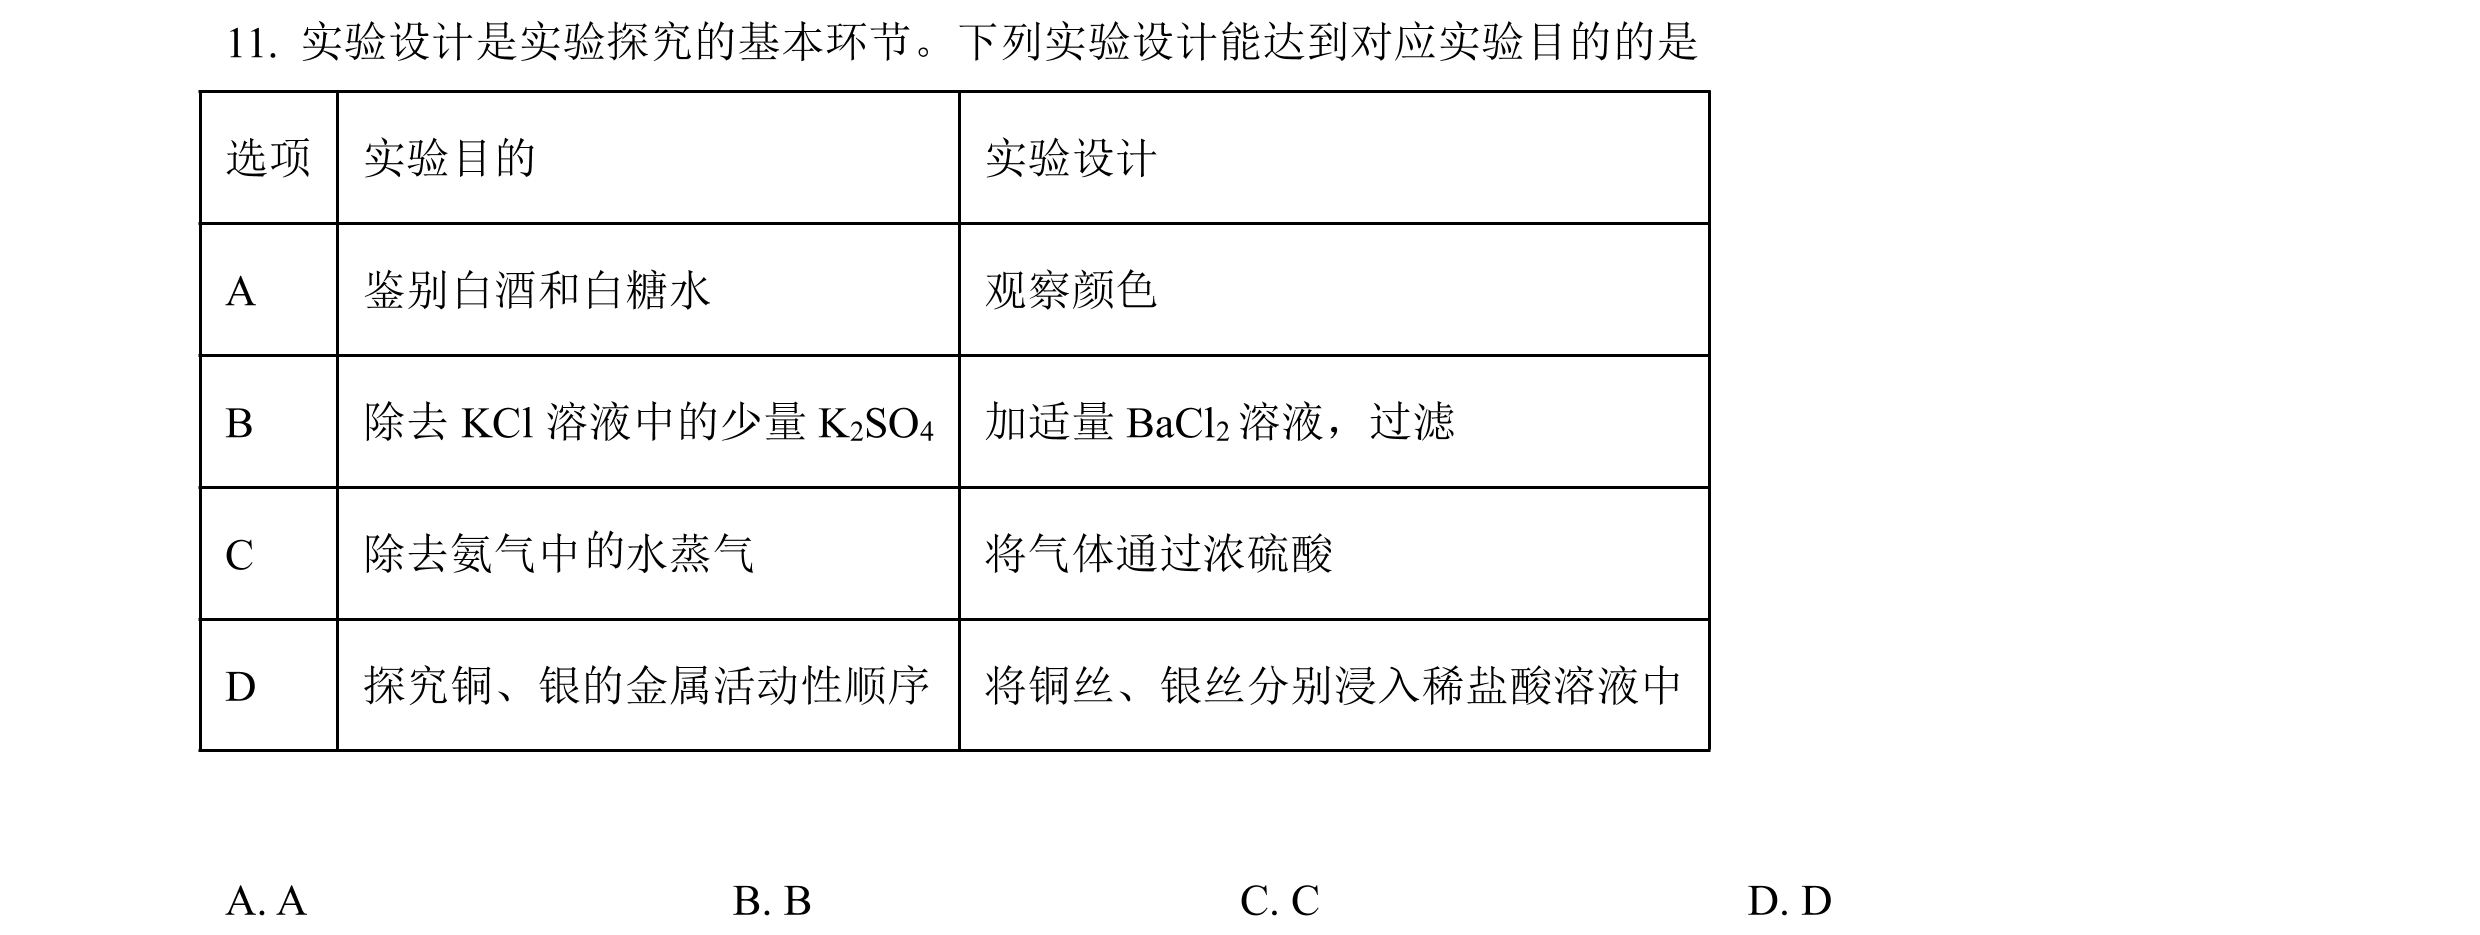 11. 实验设计是实验探究的基本环节。下列实验设计能达到对应实验目的的是
选项 实验目的 实验设计
A 鉴别白酒和白糖水 观察颜色
B 除去 KCl 溶液中的少量 K₂SO₄ 加适量 BaCl₂ 溶液，过滤
C 除去氨气中的水蒸气 将气体通过浓硫酸
D 探究铜、银的金属活动性顺序 将铜丝、银丝分别浸入稀盐酸溶液中
A. A B. B C. C D. D